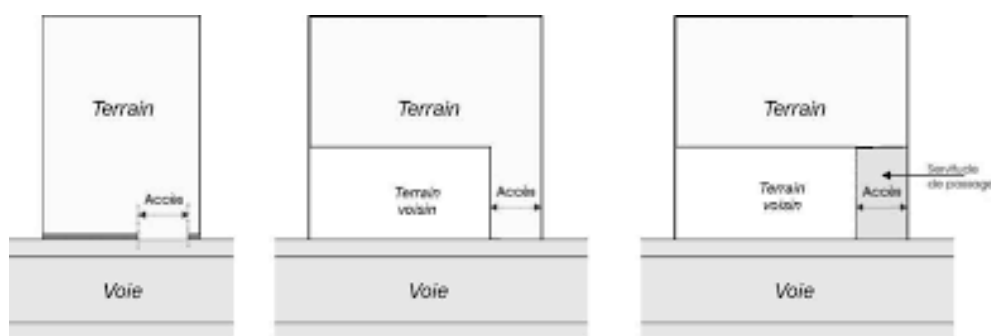 Terrain
Accès
Voie
Terrain
Terrain
voisin
Accès
Voie
Terrain
Terrain
voisin
Accès
Servitude
de passage
Voie